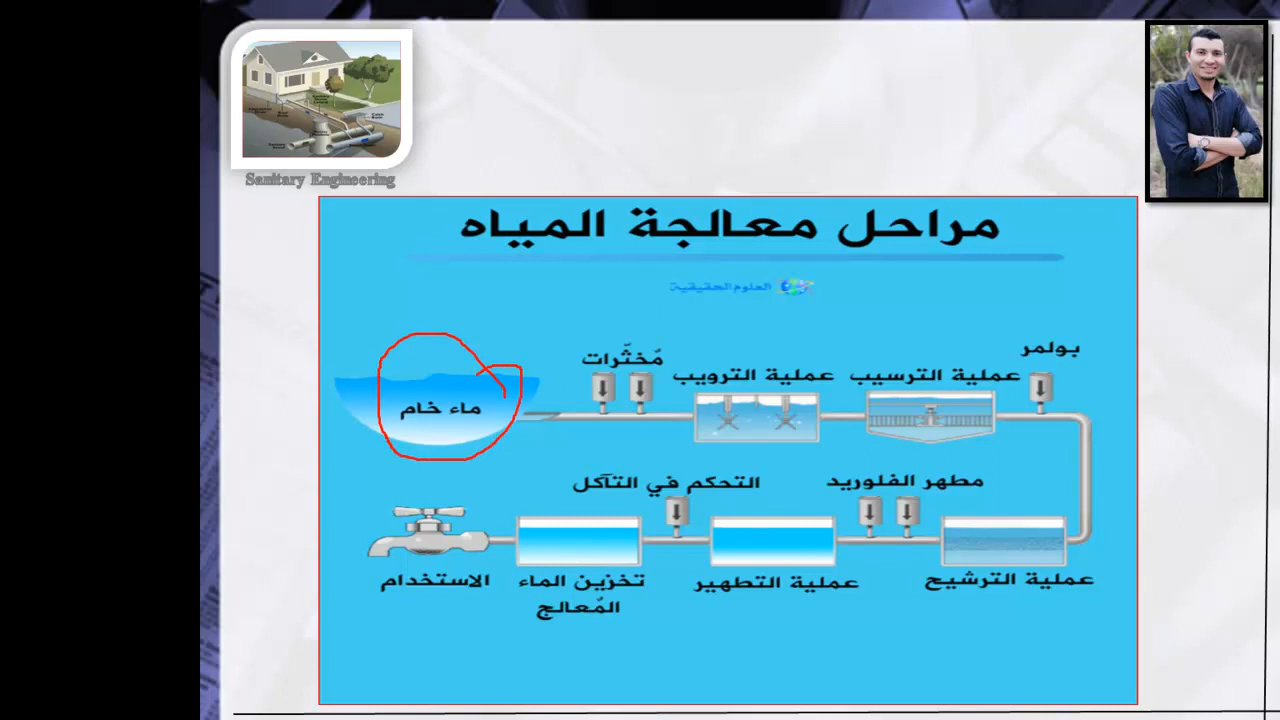 Sanitary Engineering
مراحل معالجة المياه
العلوم الحقيقية
بولمر
مُخثّرات
عملية الترويب
عملية الترسيب
ماء خام
التحكم في التآكل
مطهر الفلوريد
الاستخدام
تخزين الماء
المُعالج
عملية التطهير
عملية الترشيح